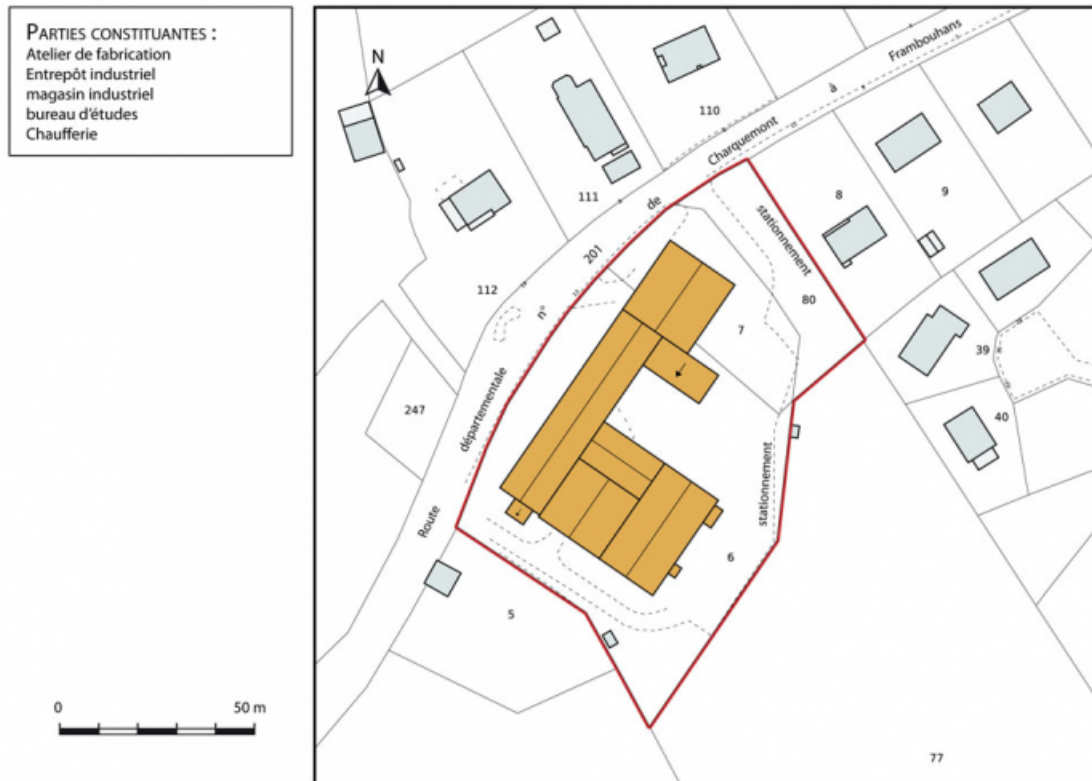 PARTIES CONSTITUANTES :
Atelier de fabrication
Entrepôt industriel
magasin industriel
bureau d'études
Chaufferie
N
0 50 m
Route départementale n° 201 de Charquemont à Frambouhans
110
111
112
247
8
9
stationnement
80
7
39
40
stationnement
6
5
77